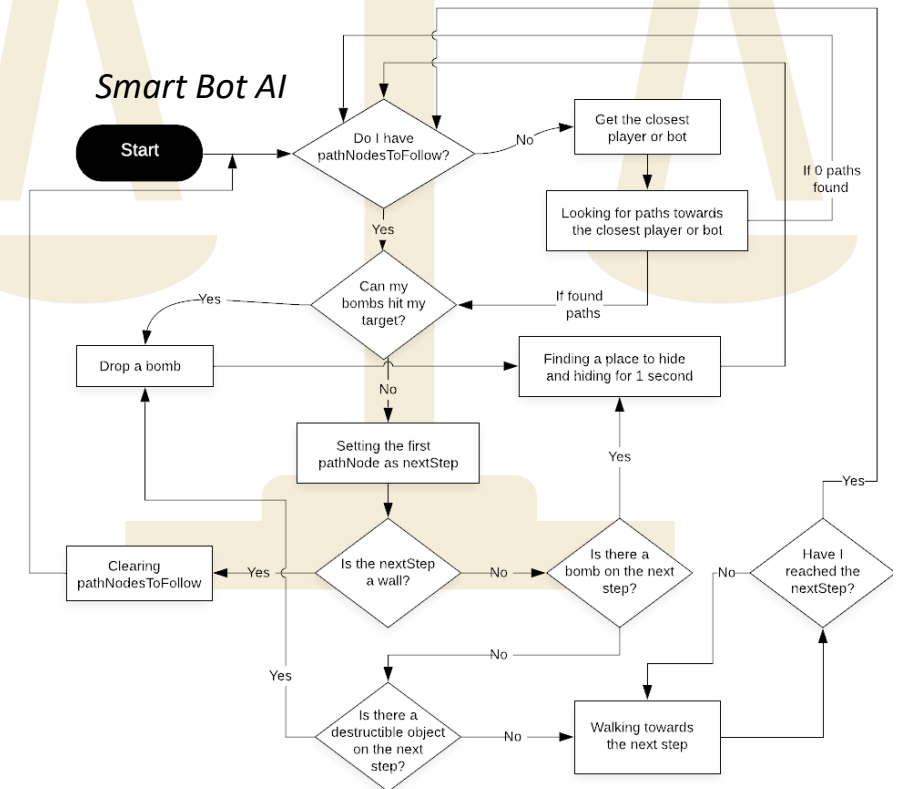 Smart Bot AI
Start
Do I have
pathNodesToFollow?
No
Get the closest
player or bot
If 0 paths
found
Looking for paths towards
the closest player or bot
Yes
Can my
bombs hit my
target?
If found
paths
Yes
Drop a bomb
Finding a place to hide
and hiding for 1 second
No
Setting the first
pathNode as nextStep
Yes
Yes
Clearing
pathNodesToFollow
Yes
Is the nextStep
a wall?
No
Is there a
bomb on the next
step?
No
Have I
reached the
nextStep?
No
Yes
Is there a
destructible object
on the next
step?
No
Walking towards
the next step